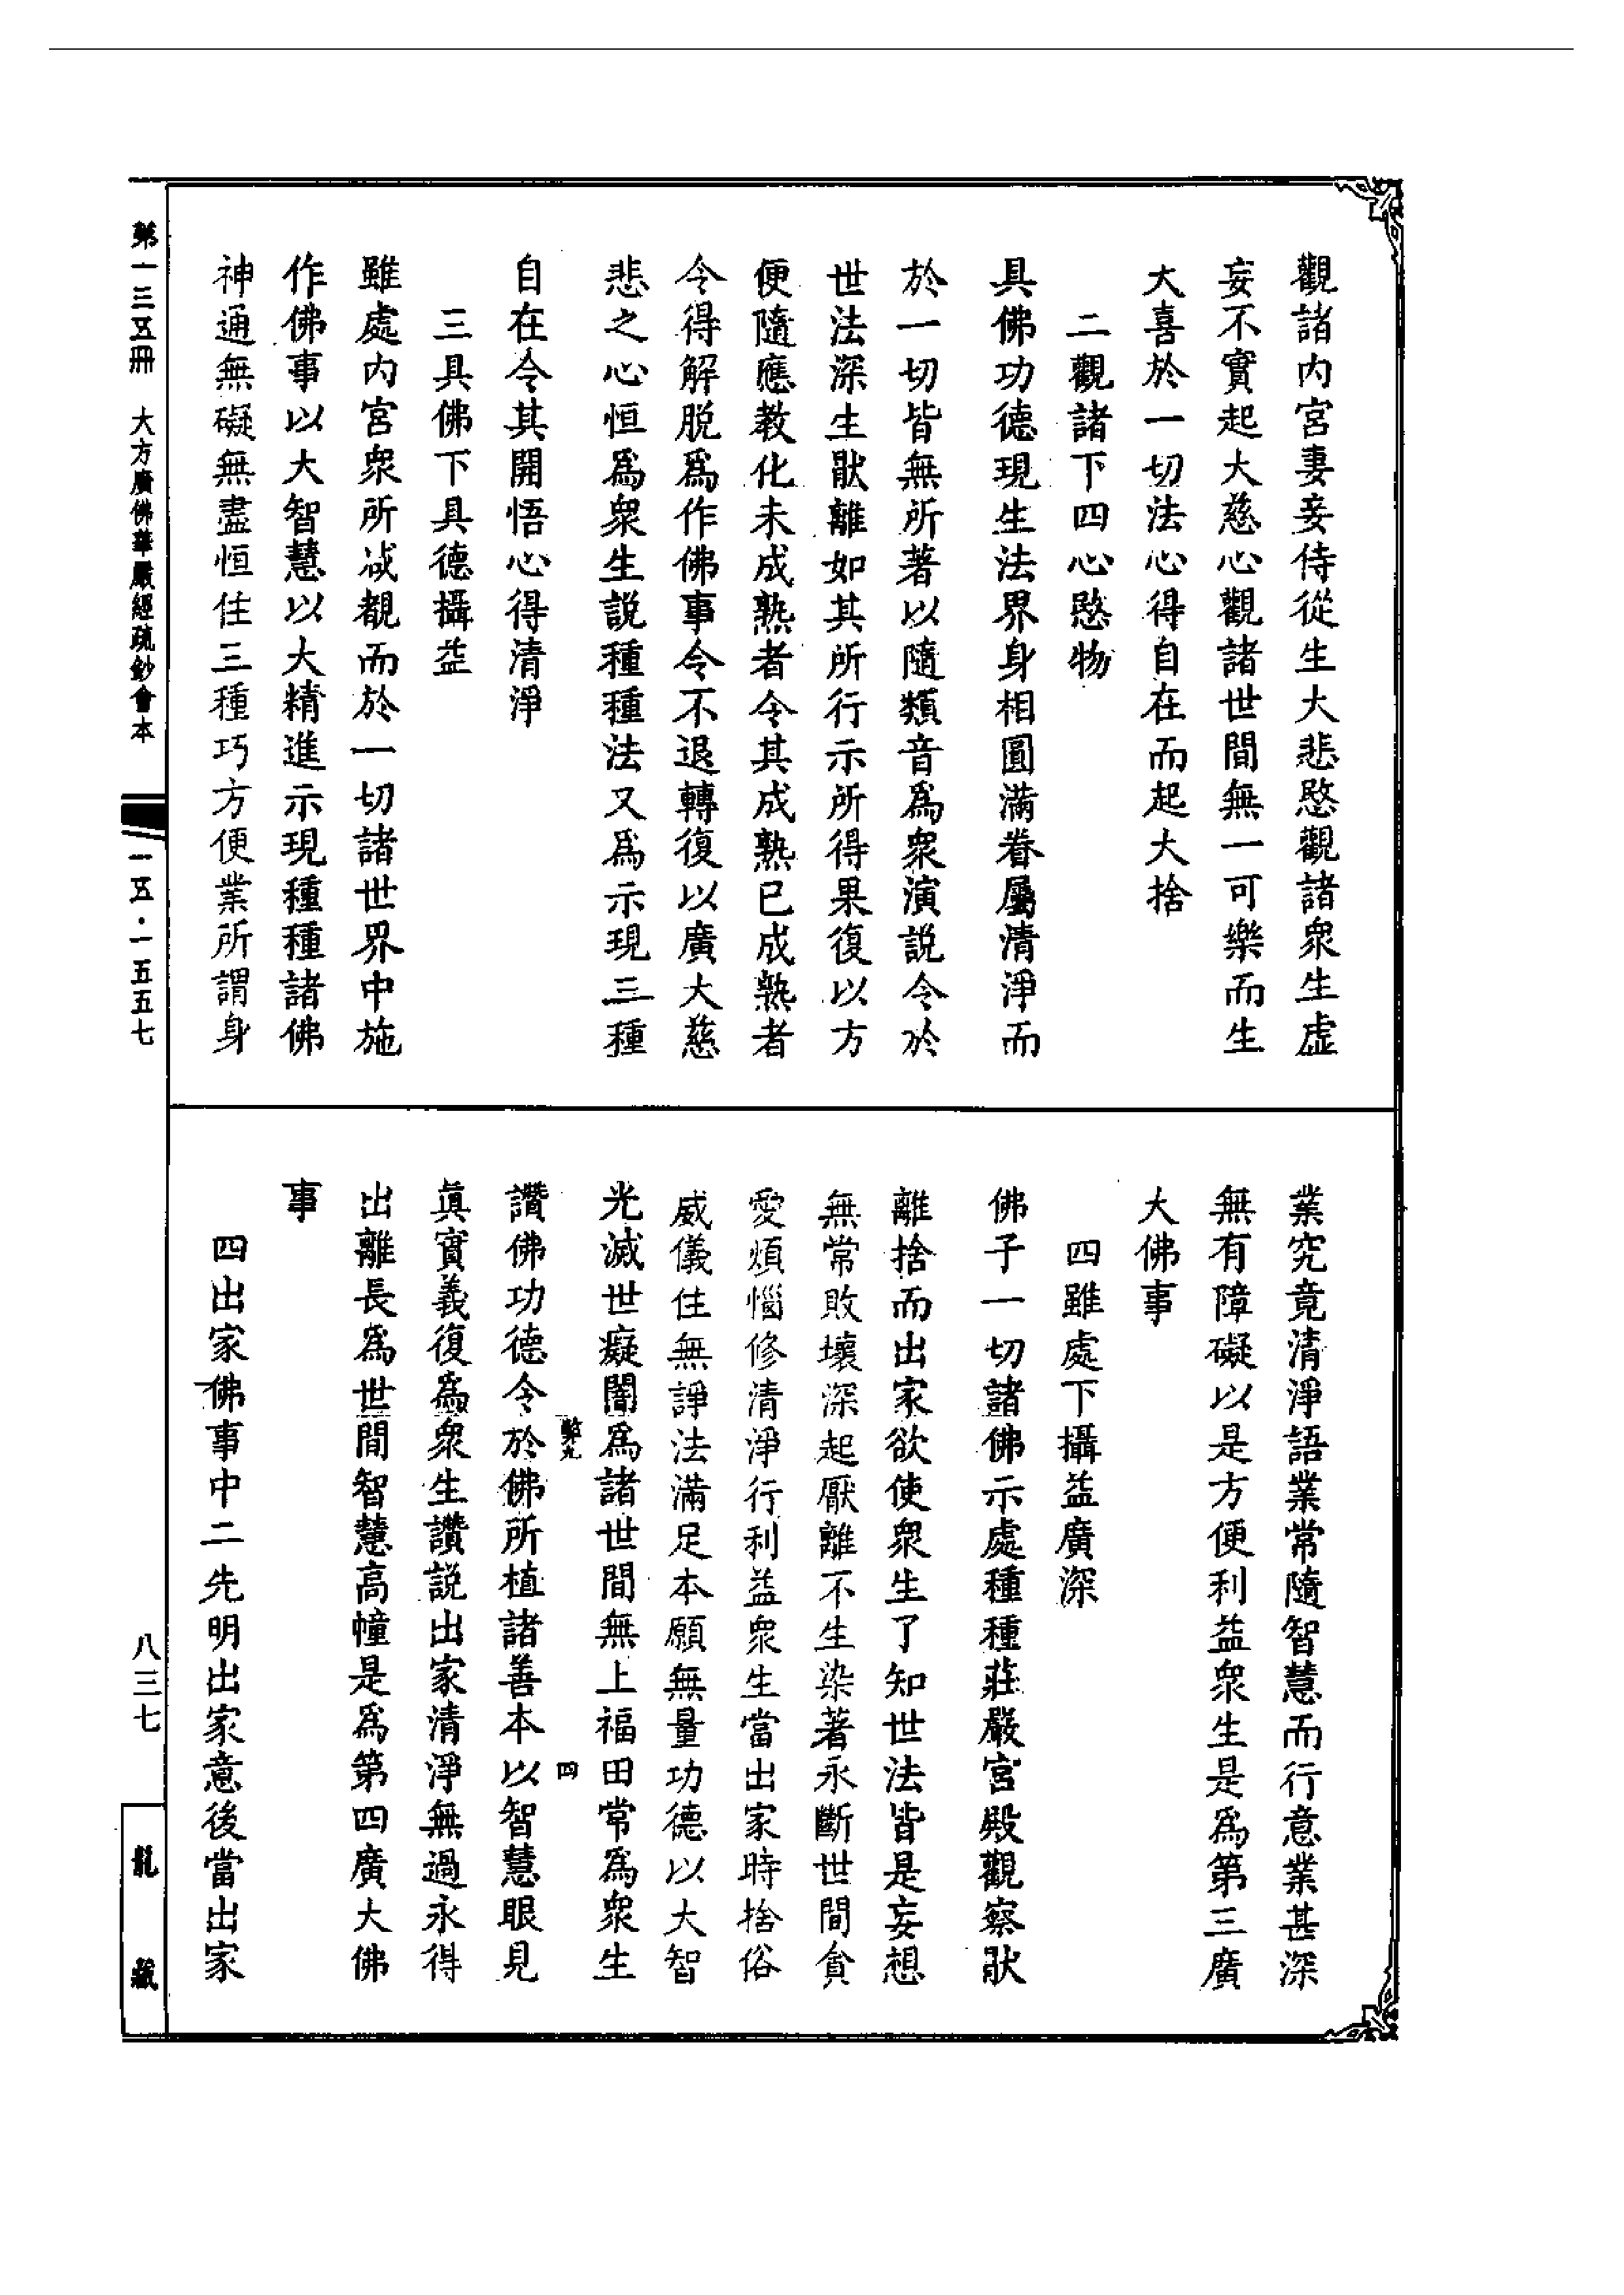 觀諸内宮妻妾侍從生大悲愍觀諸衆生虚
妄不實起大慈心觀諸世間無一可樂而生
大喜於一切法心得自在而起大捨
二觀諸下四心愍物
具佛功德現生法界身相圓滿眷屬清淨而
於一切皆無所著以隨類音爲衆演説令於
世法深生猒離如其所行示所得果復以方
便隨應教化未成熟者令其成熟已成熟者
令得解脱爲作佛事令不退轉復以廣大慈
悲之心恒爲衆生説種種法又爲示現三種
自在令其開悟心得清淨
三具佛下具德攝益
雖處内宮衆所咸覩而於一切諸世界中施
作佛事以大智慧以大精進示現種種諸佛
神通無礙無盡恒住三種巧方便業所謂身
業究竟清淨語業常隨智慧而行意業甚深
無有障礙以是方便利益衆生是爲第三廣
大佛事
四雖處下攝益廣深
佛子一切諸佛示處種種莊嚴宮殿觀察猒
離捨而出家欲使衆生了知世法皆是妄想
無常敗壞深起厭離不生染著永斷世間貪
愛煩惱修清淨行利益衆生當出家時捨俗
威儀住無諍法滿足本願無量功德以大智
光滅世癡闇爲諸世間無上福田常爲衆生
四
讚佛功德令於佛所植諸善本以智慧眼見
眞實義復爲衆生讚説出家清淨無過永得
出離長爲世間智慧高幢是爲第四廣大佛
事
四出家佛事中二先明出家意後當出家
第一三五冊　大方廣佛華嚴經疏鈔會本
一五·一五五七
八三七
龍藏